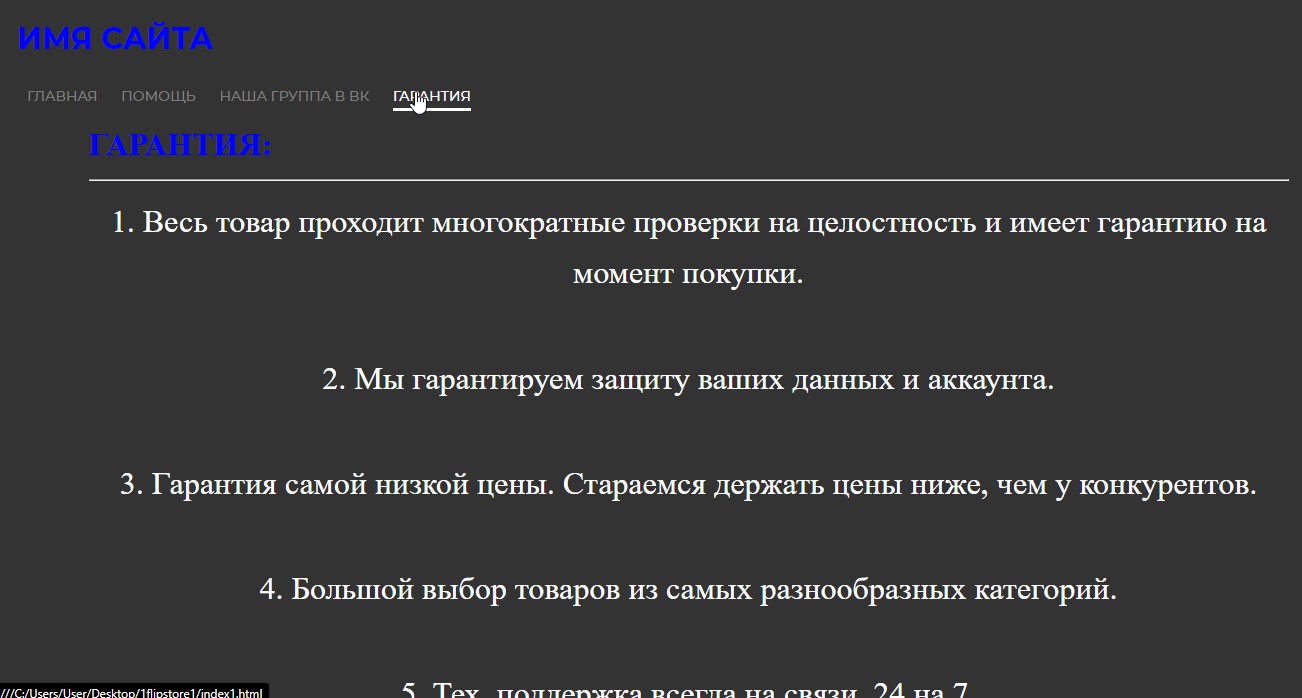 ИМЯ САЙТА
ГЛАВНАЯ ПОМОЩЬ НАША ГРУППА В ВК ГАРАНТИЯ
ГАРАНТИЯ:
1. Весь товар проходит многократные проверки на целостность и имеет гарантию на
момент покупки.
2. Мы гарантируем защиту ваших данных и аккаунта.
3. Гарантия самой низкой цены. Стараемся держать цены ниже, чем у конкурентов.
4. Большой выбор товаров из самых разнообразных категорий.
5. Тех. поддержка всегда на связи, 24 на 7
///C:/Users/User/Desktop/1flipstore1/index1.html